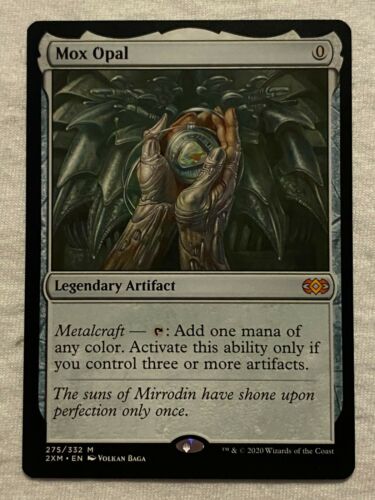 Mox Opal 0
Legendary Artifact
Metalcraft — : Add one mana of
any color. Activate this ability only if
you control three or more artifacts.
The suns of Mirrodin have shone upon
perfection only once.
275/332 M
2XM • EN Volkan Baga
™ & © 2020 Wizards of the Coast